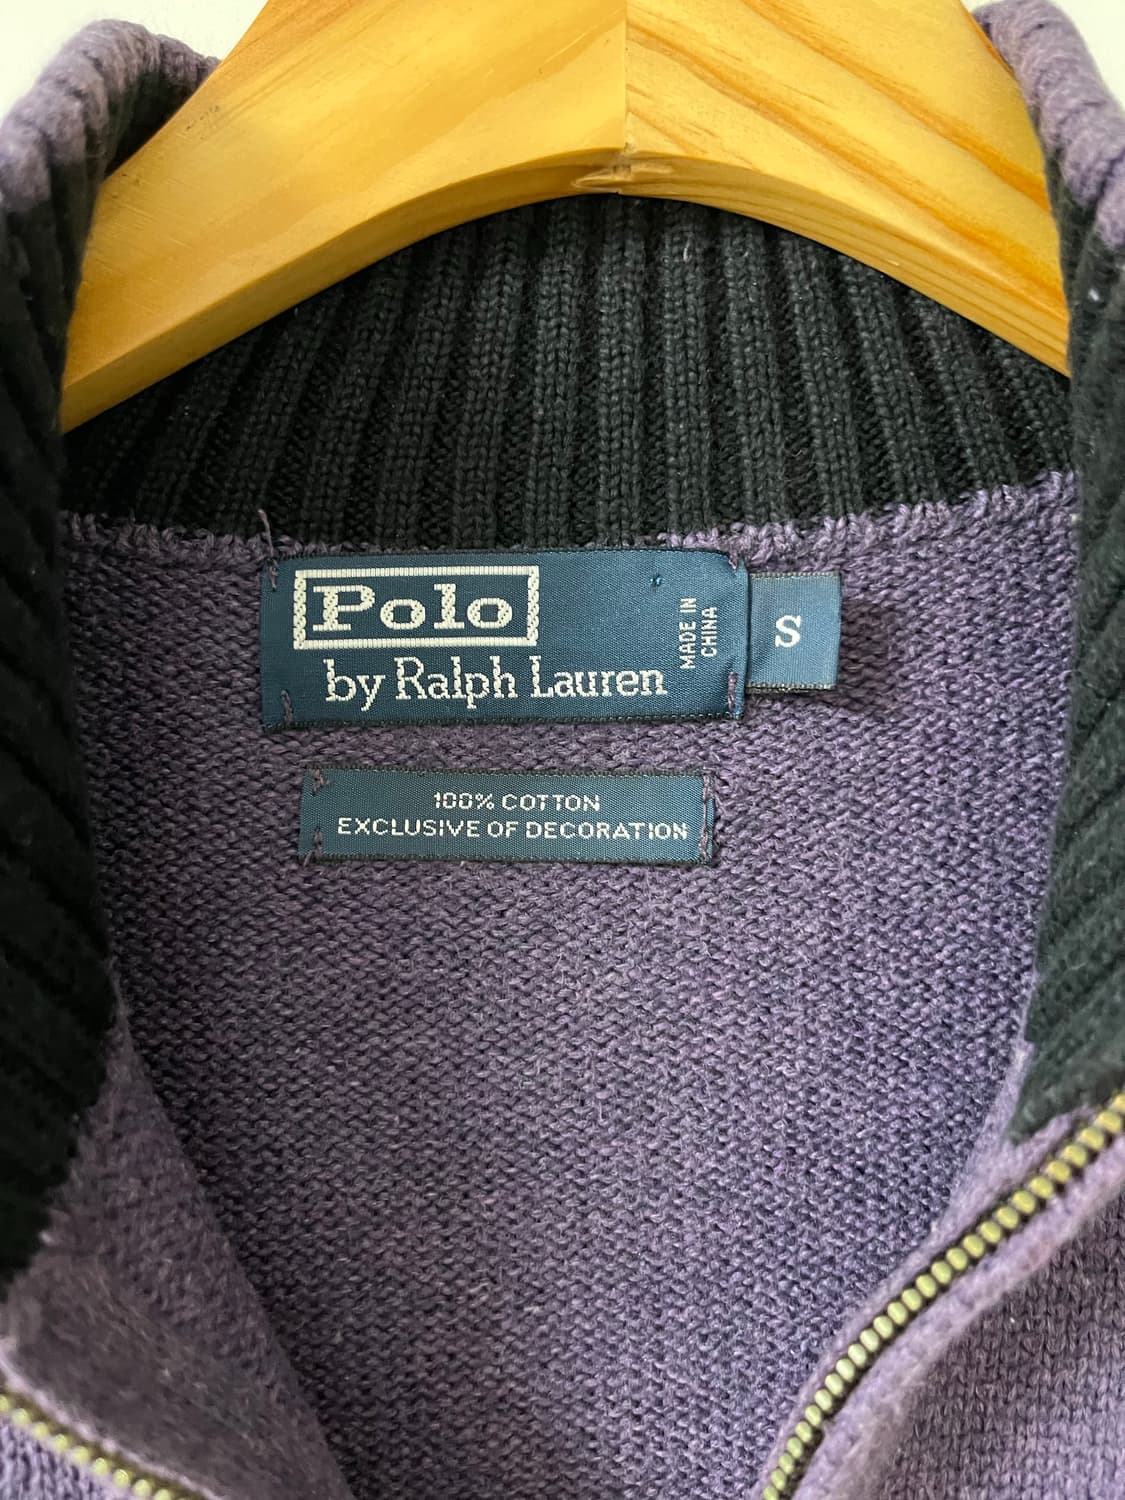 Polo
by Ralph Lauren
MADE IN
CHINA
S
100% COTTON
EXCLUSIVE OF DECORATION